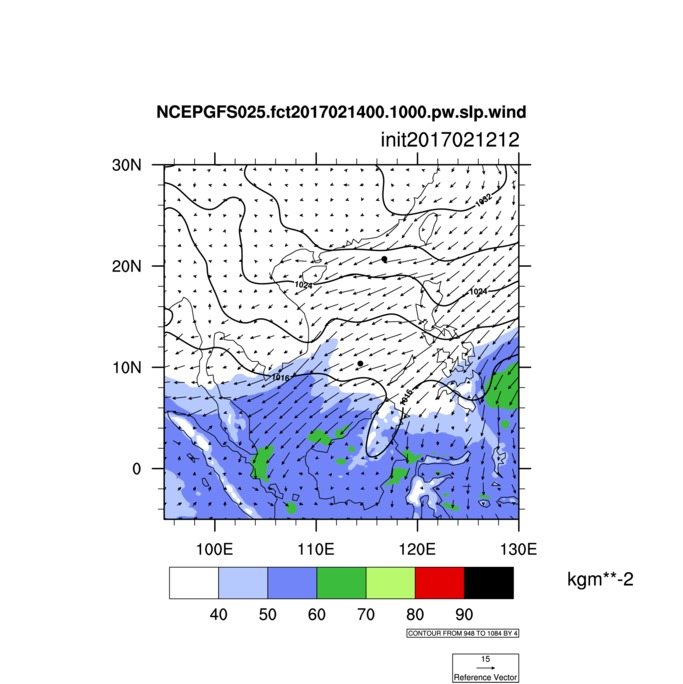 NCEPGFS025.fct2017021400.1000.pw.slp.wind
init2017021212
30N
1032
20N
1024
1024
10N
1016
1016
0
100E 110E 120E 130E
kgm**-2
40 50 60 70 80 90
CONTOUR FROM 948 TO 1084 BY 4
15
Reference Vector